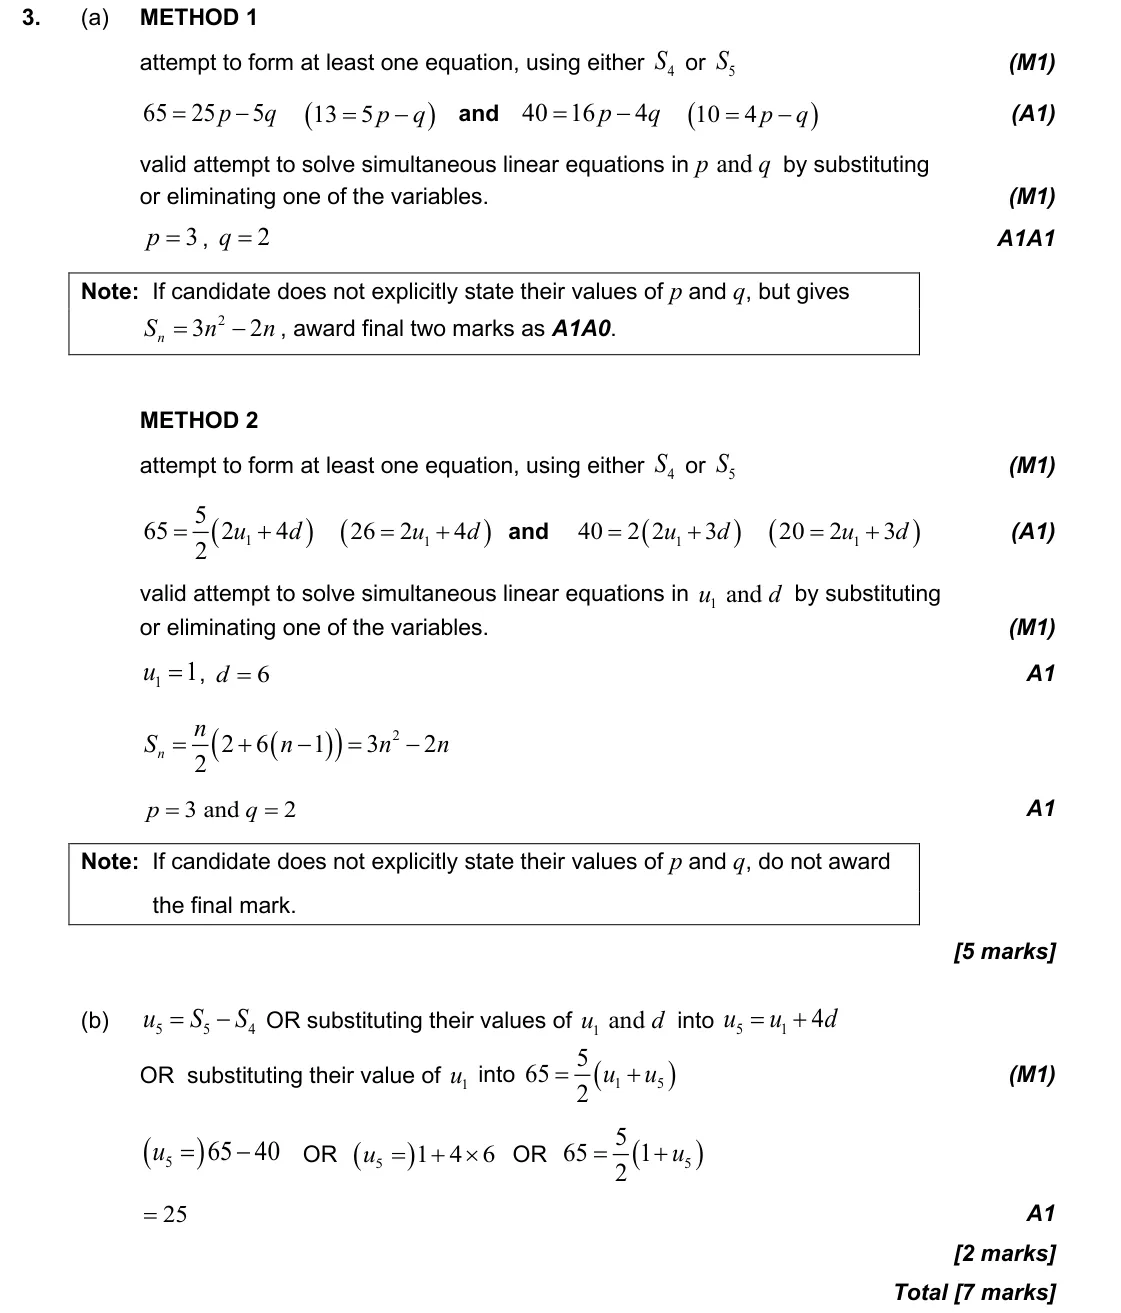 3. (a) METHOD 1
attempt to form at least one equation, using either S₄ or S₅ (M1)
65 = 25p − 5q (13 = 5p − q) and 40 = 16p − 4q (10 = 4p − q) (A1)
valid attempt to solve simultaneous linear equations in p and q by substituting
or eliminating one of the variables. (M1)
p = 3, q = 2 A1A1
Note: If candidate does not explicitly state their values of p and q, but gives
Sₙ = 3n² − 2n, award final two marks as A1A0.
METHOD 2
attempt to form at least one equation, using either S₄ or S₅ (M1)
65 = 5/2 (2u₁ + 4d) (26 = 2u₁ + 4d) and 40 = 2(2u₁ + 3d) (20 = 2u₁ + 3d) (A1)
valid attempt to solve simultaneous linear equations in u₁ and d by substituting
or eliminating one of the variables. (M1)
u₁ = 1, d = 6 A1
Sₙ = n/2 (2 + 6(n − 1)) = 3n² − 2n
p = 3 and q = 2 A1
Note: If candidate does not explicitly state their values of p and q, do not award
the final mark.
[5 marks]
(b) u₅ = S₅ − S₄ OR substituting their values of u₁ and d into u₅ = u₁ + 4d
OR substituting their value of u₁ into 65 = 5/2 (u₁ + u₅) (M1)
(u₅ =) 65 − 40 OR (u₅ =) 1 + 4 × 6 OR 65 = 5/2 (1 + u₅)
= 25 A1
[2 marks]
Total [7 marks]